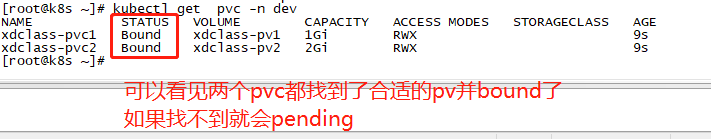 [root@k8s ~]# kubectl get  pvc -n dev
NAME           STATUS   VOLUME        CAPACITY   ACCESS MODES   STORAGECLASS   AGE
xdclass-pvc1   Bound    xdclass-pv1   1Gi        RWX                           9s
xdclass-pvc2   Bound    xdclass-pv2   2Gi        RWX                           9s
[root@k8s ~]#
可以看见两个pvc都找到了合适的pv并bound了
如果找不到就会pending